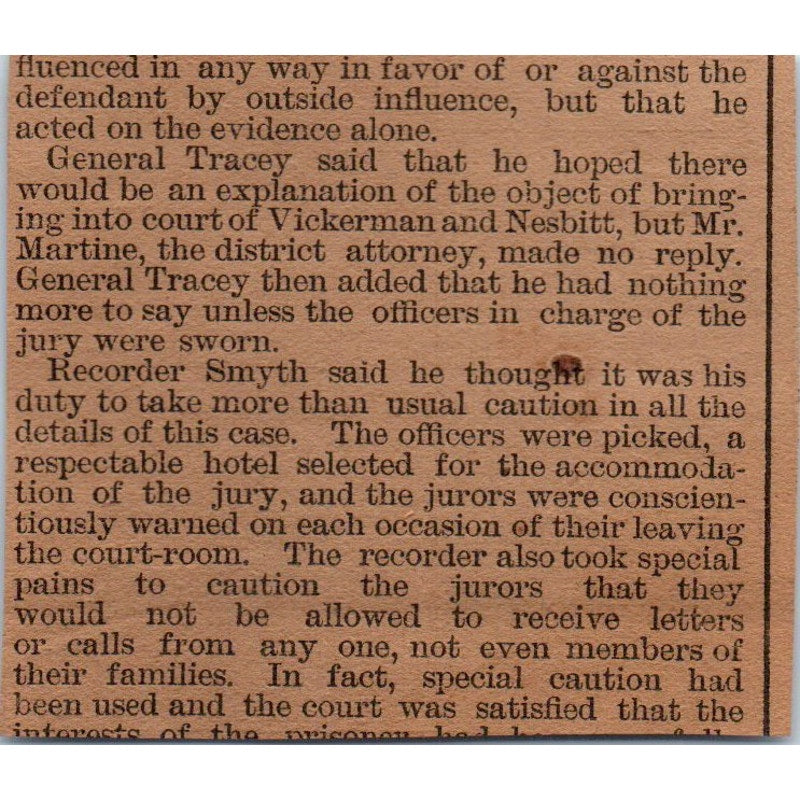 fluenced in any way in favor of or against the
defendant by outside influence, but that he
acted on the evidence alone.
General Tracey said that he hoped there
would be an explanation of the object of bring-
ing into court of Vickerman and Nesbitt, but Mr.
Martine, the district attorney, made no reply.
General Tracey then added that he had nothing
more to say unless the officers in charge of the
jury were sworn.
Recorder Smyth said he thought it was his
duty to take more than usual caution in all the
details of this case. The officers were picked, a
respectable hotel selected for the accommoda-
tion of the jury, and the jurors were conscien-
tiously warned on each occasion of their leaving
the court-room. The recorder also took special
pains to caution the jurors that they
would not be allowed to receive letters
or calls from any one, not even members of
their families. In fact, special caution had
been used and the court was satisfied that the
interests of the prisoner had